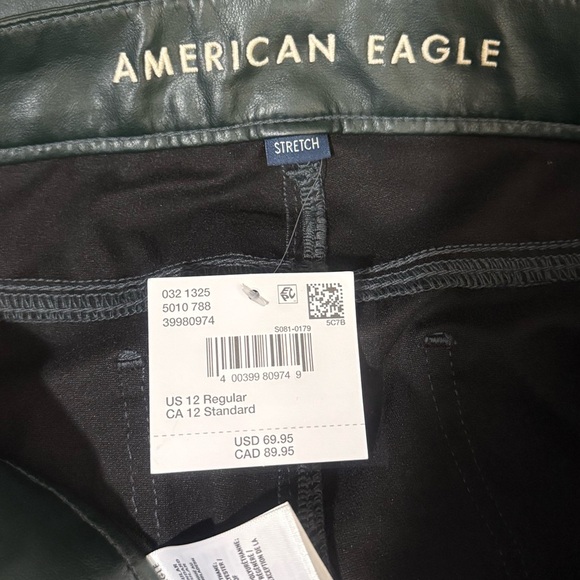 AMERICAN EAGLE
STRETCH
032 1325
5010 788
39980974
5C7B
S081-0179
4 00399 80974 9
US 12 Regular
CA 12 Standard
USD 69.95
CAD 89.95